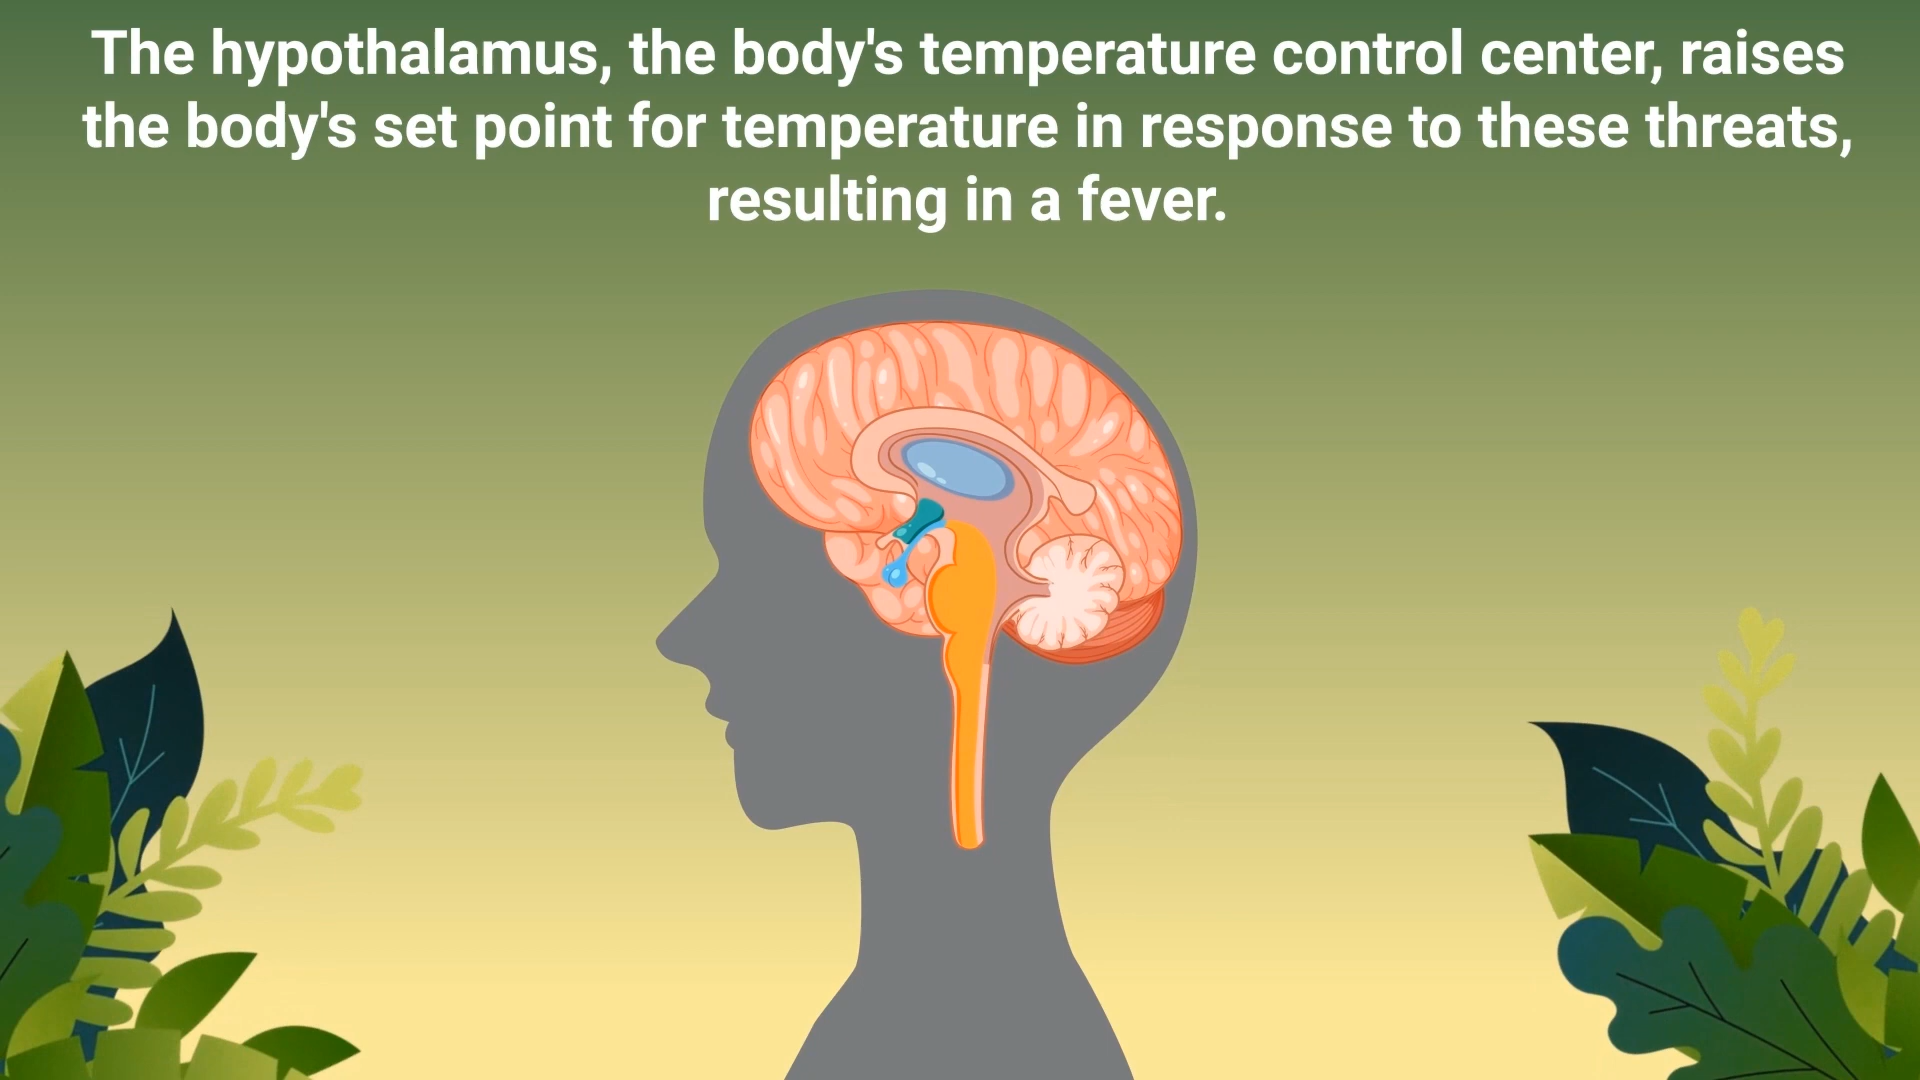 The hypothalamus, the body's temperature control center, raises
the body's set point for temperature in response to these threats,
resulting in a fever.